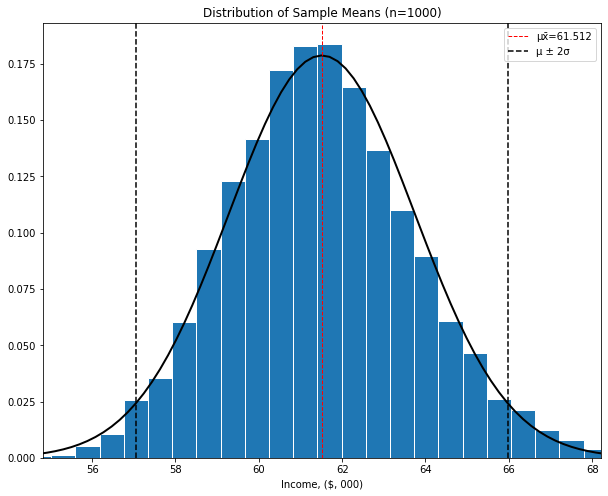 Distribution of Sample Means (n=1000)
μx̄=61.512
μ ± 2σ
0.175
0.150
0.125
0.100
0.075
0.050
0.025
0.000
56 58 60 62 64 66 68
Income, ($, 000)